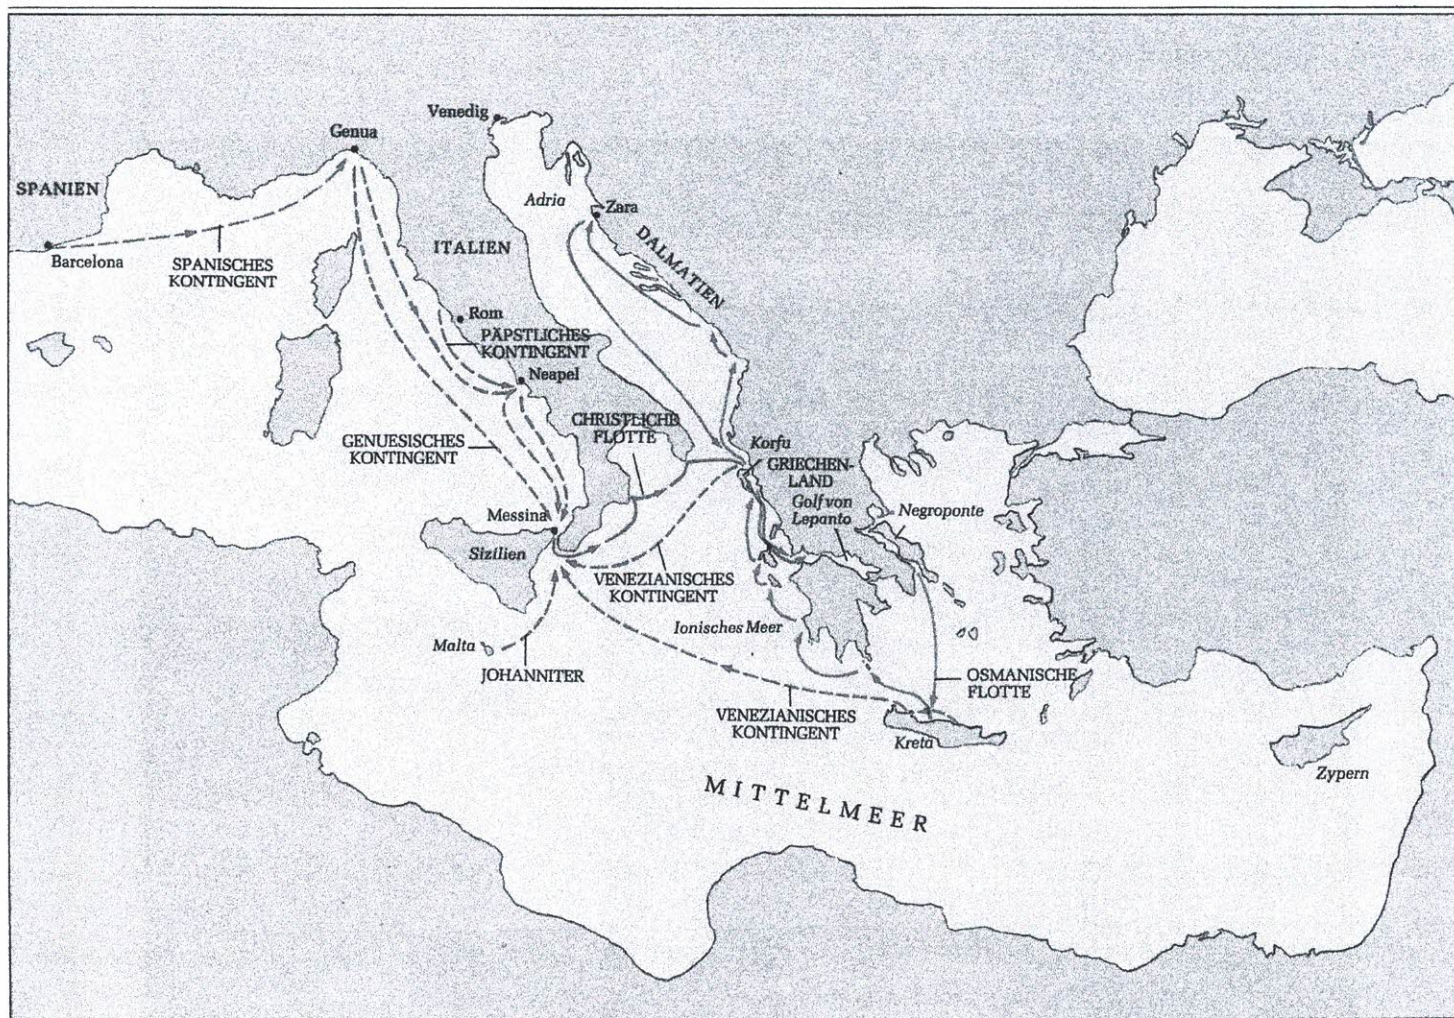 Venedig
Genua
SPANIEN
Adria
Zara
ITALIEN
DALMATIEN
Barcelona
SPANISCHES
KONTINGENT
Rom
PÄPSTLICHES
KONTINGENT
Neapel
CHRISTLICHE
FLOTTE
GENUESISCHES
KONTINGENT
Korfu
GRIECHEN-
LAND
Golf von
Lepanto
Negroponte
Messina
Sizilien
VENEZIANISCHES
KONTINGENT
Ionisches Meer
Malta
JOHANNITER
OSMANISCHE
FLOTTE
VENEZIANISCHES
KONTINGENT
Kreta
Zypern
MITTELMEER